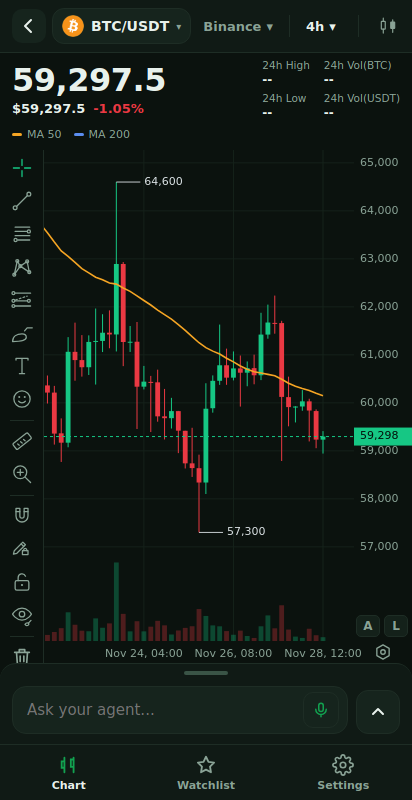 BTC/USDT ▾ Binance ▾ 4h ▾
59,297.5
$59,297.5 -1.05%
24h High 24h Vol(BTC)
-- --
24h Low 24h Vol(USDT)
-- --
MA 50 MA 200
65,000
64,600
64,000
63,000
62,000
61,000
60,000
59,298
59,000
58,000
57,300
57,000
A L
Nov 24, 04:00 Nov 26, 08:00 Nov 28, 12:00
Ask your agent...
Chart Watchlist Settings